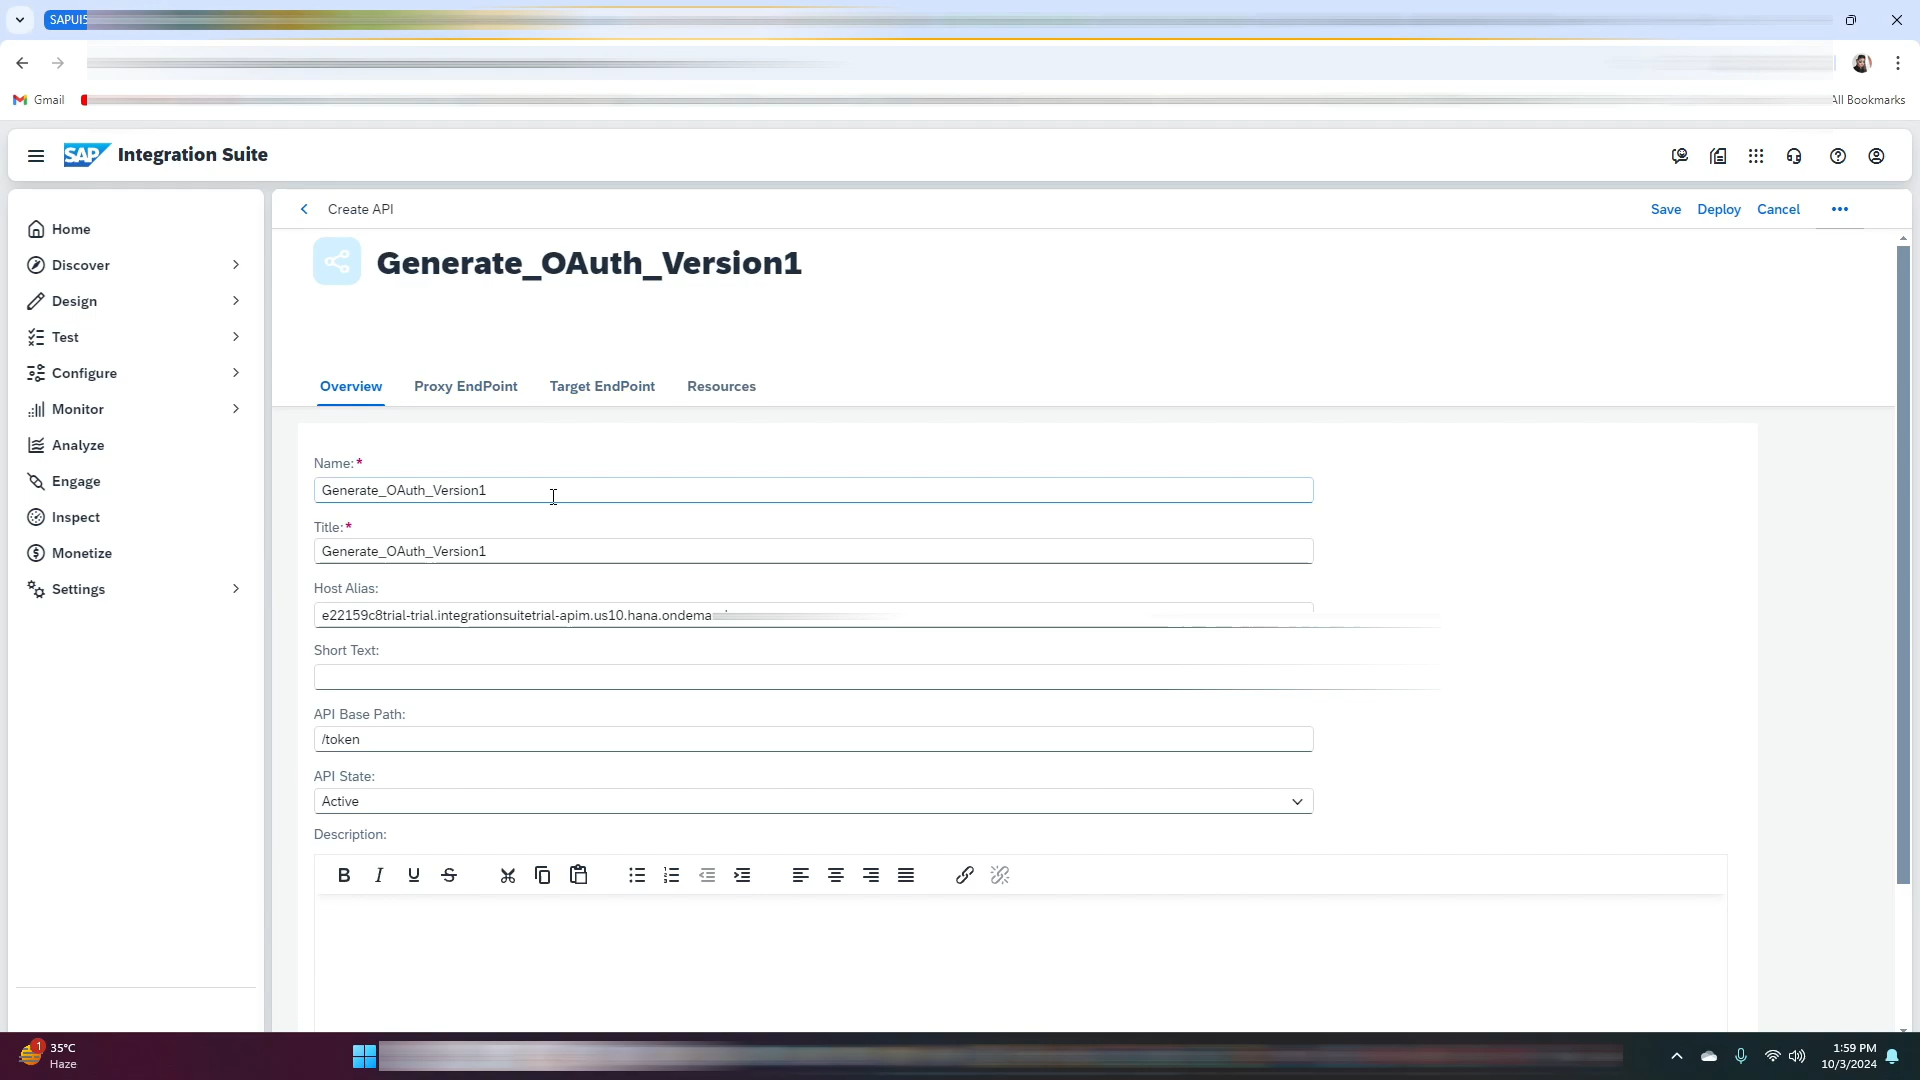 SAPUI5
Gmail
All Bookmarks
SAP Integration Suite
Home
Discover
Design
Test
Configure
Monitor
Analyze
Engage
Inspect
Monetize
Settings
Create API
Save Deploy Cancel
Generate_OAuth_Version1
Overview Proxy EndPoint Target EndPoint Resources
Name:*
Generate_OAuth_Version1
Title:*
Generate_OAuth_Version1
Host Alias:
e22159c8trial-trial.integrationsuitetrial-apim.us10.hana.ondema
Short Text:
API Base Path:
/token
API State:
Active
Description:
B I U S
1
35°C
Haze
1:59 PM
10/3/2024